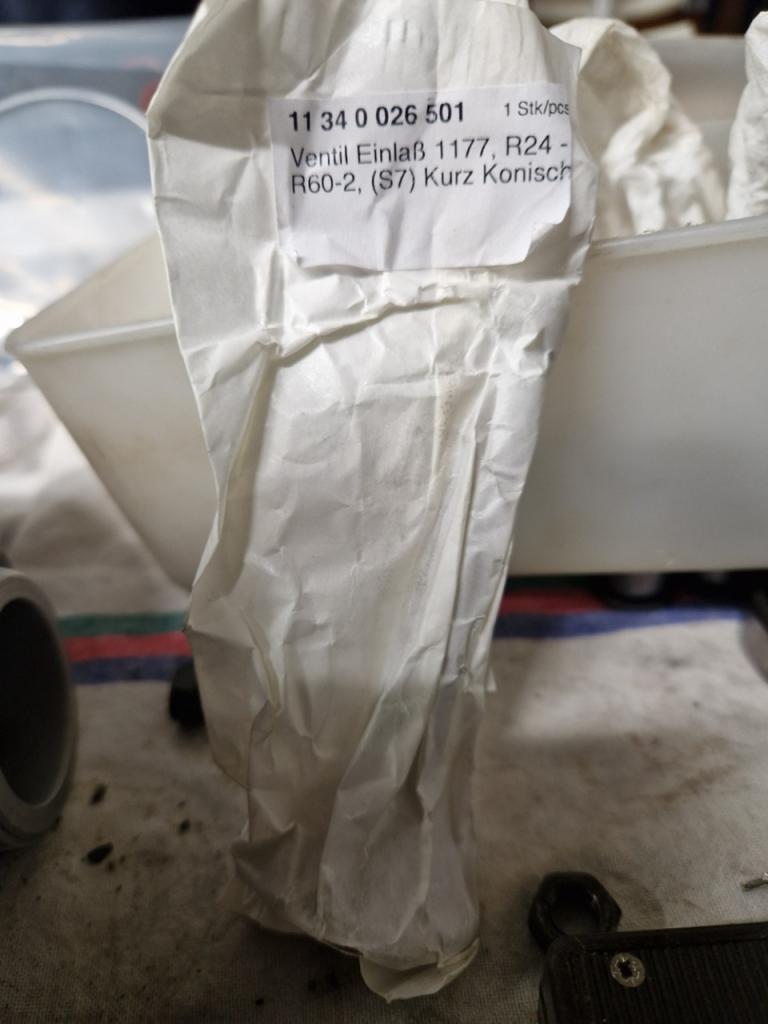 11 34 0 026 501 1 Stk/pcs
Ventil Einlaß 1177, R24 -
R60-2, (S7) Kurz Konisch